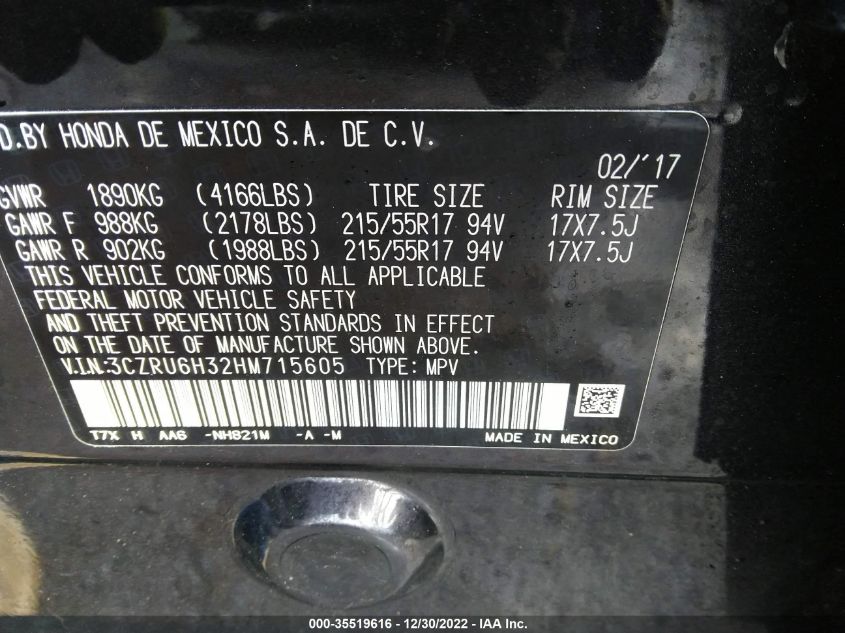 D.BY HONDA DE MEXICO S.A. DE C.V.
02/'17
GVWR 1890KG (4166LBS) TIRE SIZE RIM SIZE
GAWR F 988KG (2178LBS) 215/55R17 94V 17X7.5J
GAWR R 902KG (1988LBS) 215/55R17 94V 17X7.5J
THIS VEHICLE CONFORMS TO ALL APPLICABLE
FEDERAL MOTOR VEHICLE SAFETY
AND THEFT PREVENTION STANDARDS IN EFFECT
ON THE DATE OF MANUFACTURE SHOWN ABOVE.
V.I.N.:3CZRU6H32HM715605 TYPE: MPV
T7X H AA6 -NH821M -A -M MADE IN MEXICO
000-35519616 - 12/30/2022 - IAA Inc.